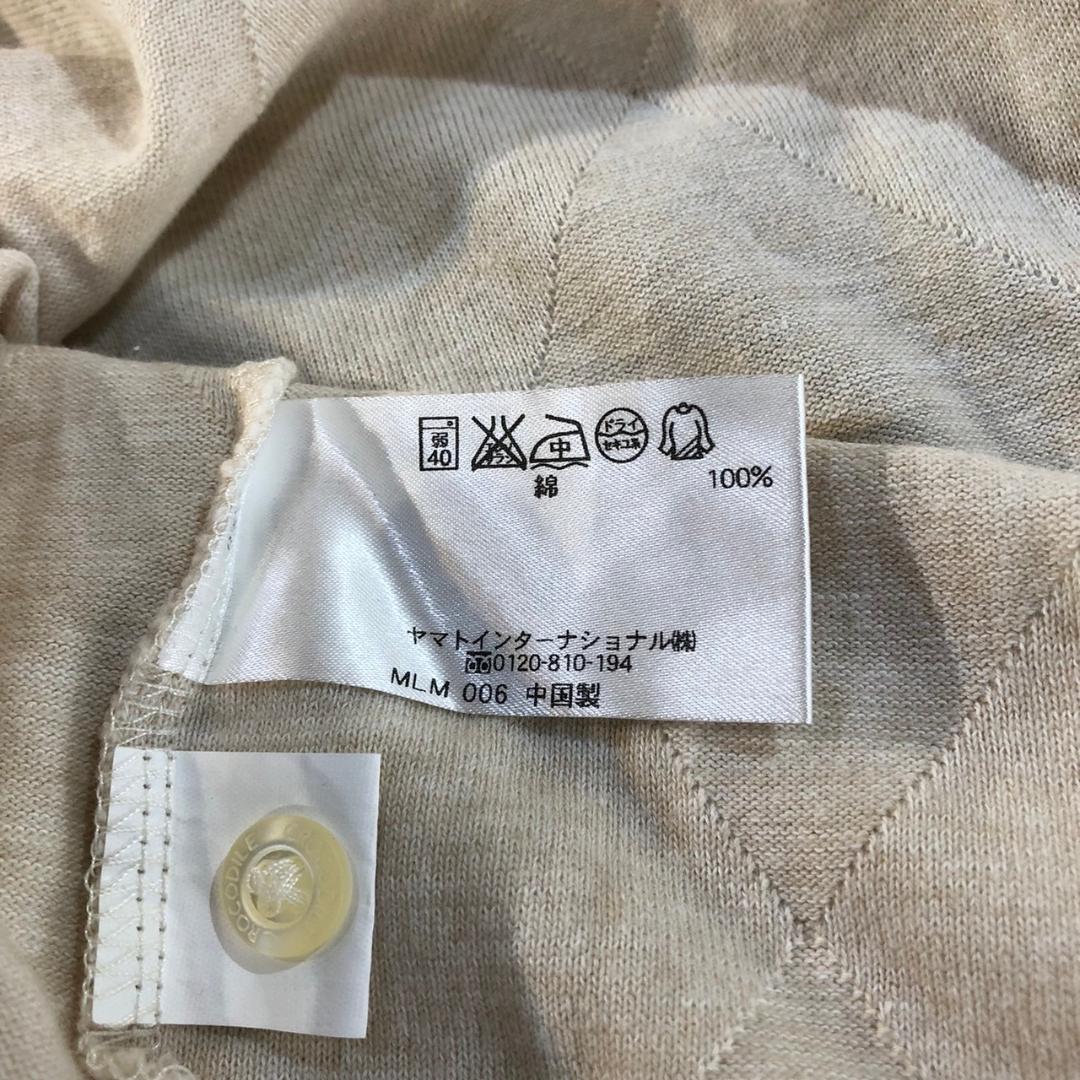 弱
40
中
ドライ
セキユ系
綿 100%
ヤマトインターナショナル㈱
0120-810-194
MLM 006 中国製
CROCODILE